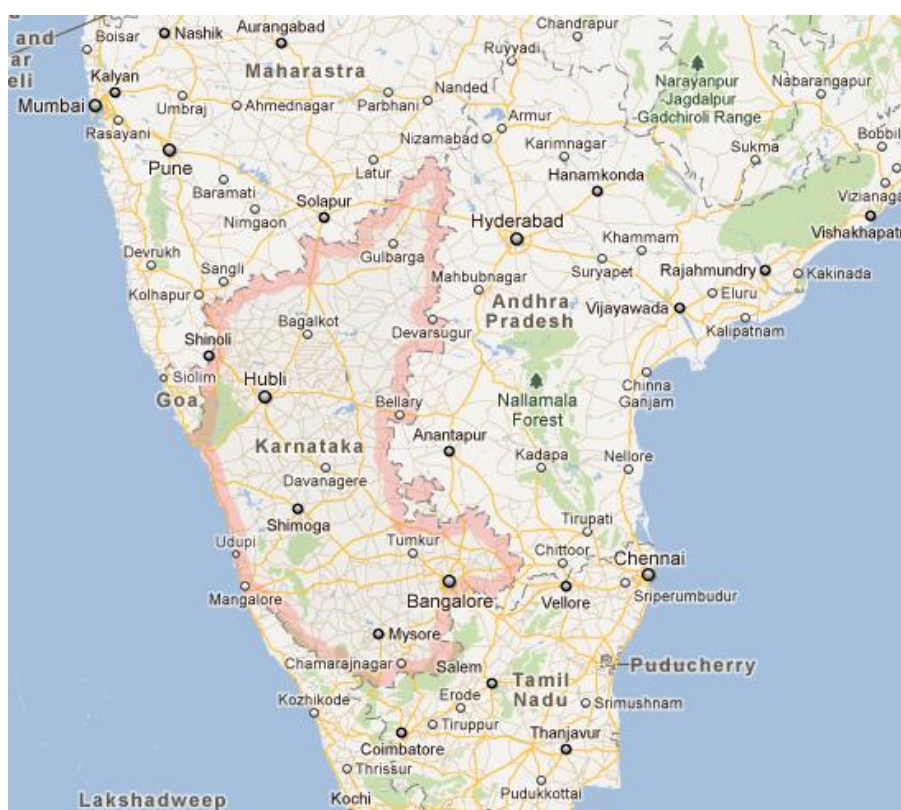 and
ar
eli
Boisar
Nashik
Aurangabad
Chandrapur
Ruyyadi
Kalyan
Maharastra
Narayanpur
-Jagdalpur
-Gadchiroli Range
Nabarangapur
Mumbai
Umbraj
Ahmednagar
Parbhani
Nanded
Rasayani
Armur
Nizamabad
Karimnagar
Sukma
Bobbil
Pune
Latur
Baramati
Hanamkonda
Vizianaga
Nimgaon
Solapur
Hyderabad
Vishakhapatr
Devrukh
Gulbarga
Khammam
Sangli
Suryapet
Rajahmundry
Kakinada
Kolhapur
Mahbubnagar
Eluru
Andhra
Pradesh
Vijayawada
Kalipatnam
Bagalkot
Devarsugur
Shinoli
Siolim
Hubli
Goa
Nallamala
Forest
Chinna
Ganjam
Bellary
Karnataka
Anantapur
Kadapa
Nellore
Davanagere
Shimoga
Tirupati
Udupi
Tumkur
Chittoor
Chennai
Mangalore
Bangalore
Vellore
Sriperumbudur
Mysore
Chamarajnagar
Salem
Puducherry
Tamil
Nadu
Kozhikode
Erode
Srimushnam
Tiruppur
Coimbatore
Thanjavur
Thrissur
Pudukkottai
Lakshadweep
Kochi